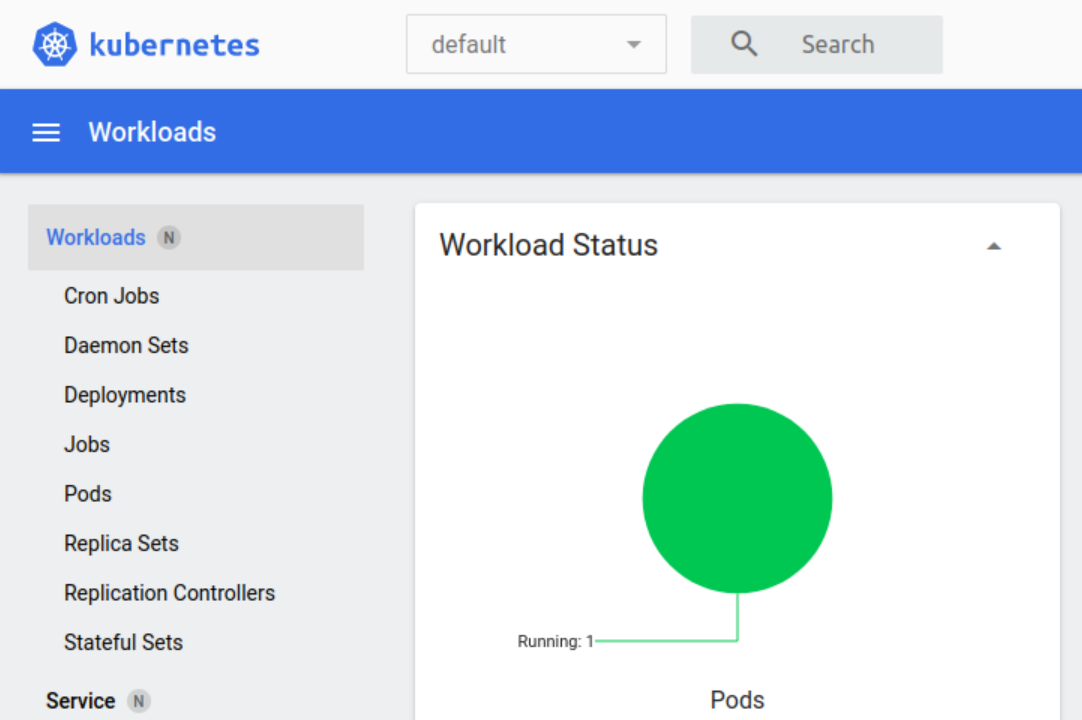 kubernetes
default
Search
Workloads
Workloads N
Cron Jobs
Daemon Sets
Deployments
Jobs
Pods
Replica Sets
Replication Controllers
Stateful Sets
Service N
Workload Status
Running: 1
Pods